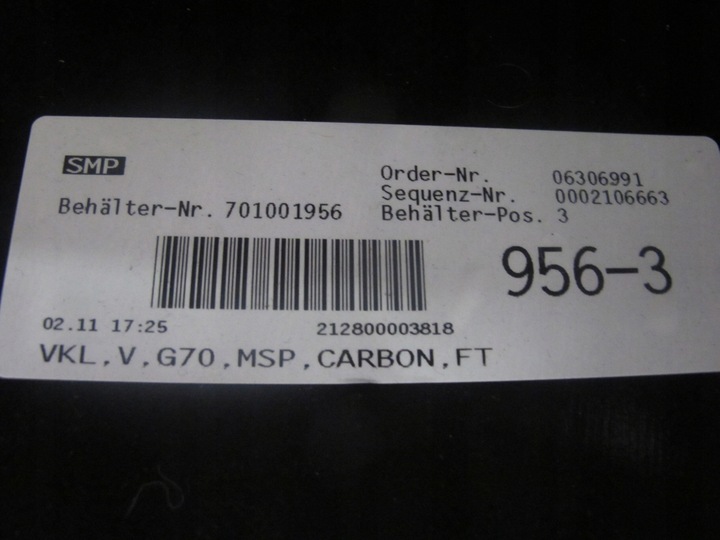 SMP
Order-Nr. 06306991
Sequenz-Nr. 0002106663
Behälter-Nr. 701001956
Behälter-Pos. 3
956-3
02.11 17:25
212800003818
VKL,V,G70,MSP,CARBON,FT